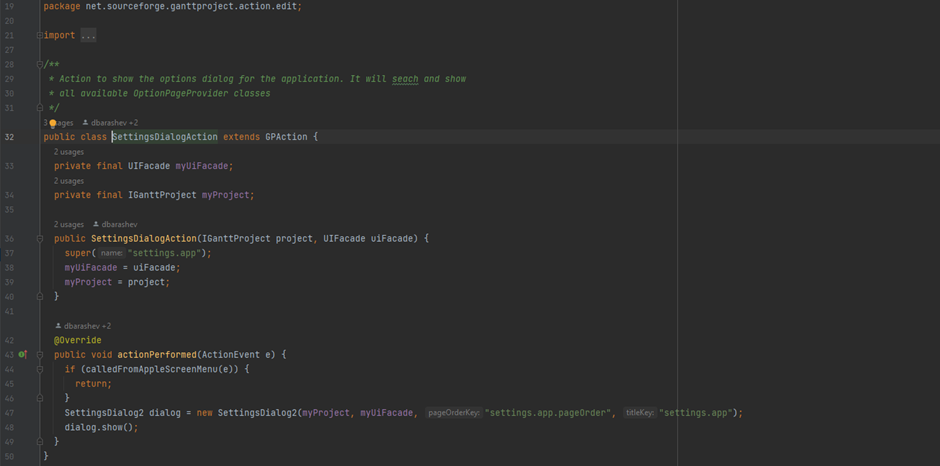 19 package net.sourceforge.ganttproject.action.edit;
20
21 import ...
27
28 /**
29 * Action to show the options dialog for the application. It will seach and show
30 * all available OptionPageProvider classes
31 */
3 usages dbarashev +2
32 public class SettingsDialogAction extends GPAction {
2 usages
33 private final UIFacade myUiFacade;
2 usages
34 private final IGanttProject myProject;
35
2 usages dbarashev
36 public SettingsDialogAction(IGanttProject project, UIFacade uiFacade) {
37 super( name: "settings.app");
38 myUiFacade = uiFacade;
39 myProject = project;
40 }
41
dbarashev +2
42 @Override
43 public void actionPerformed(ActionEvent e) {
44 if (calledFromAppleScreenMenu(e)) {
45 return;
46 }
47 SettingsDialog2 dialog = new SettingsDialog2(myProject, myUiFacade, pageOrderKey: "settings.app.pageOrder", titleKey: "settings.app");
48 dialog.show();
49 }
50 }